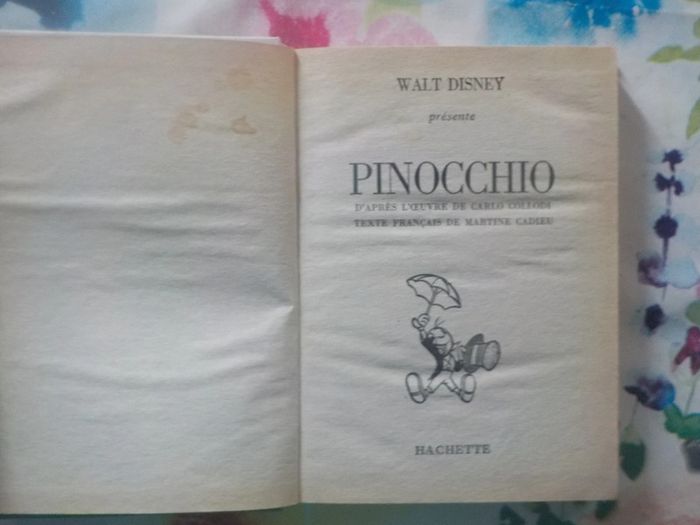 WALT DISNEY
présente
PINOCCHIO
D'APRÈS L'ŒUVRE DE CARLO COLLODI
TEXTE FRANÇAIS DE MARTINE CADIEU
HACHETTE